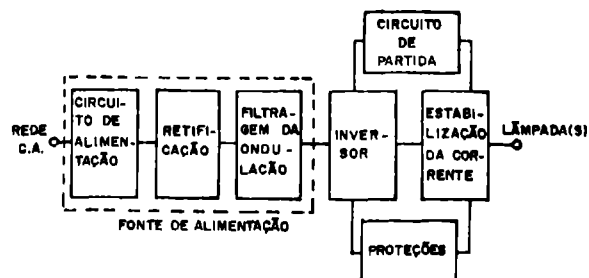 CIRCUITO
DE
PARTIDA
REDE
C.A.
CIRCUI-
TO DE
ALIMEN-
TAÇÃO
RETIFI-
CAÇÃO
FILTRA-
GEM DA
ONDU-
LAÇÃO
INVER-
SOR
ESTABI-
LIZAÇÃO
DA COR-
RENTE
LÂMPADA(S)
FONTE DE ALIMENTAÇÃO
PROTEÇÕES